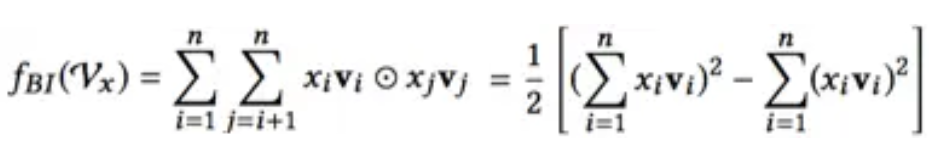 $f_{BI}(\mathcal{V}_x) = \sum_{i=1}^{n} \sum_{j=i+1}^{n} x_i \mathbf{v}_i \odot x_j \mathbf{v}_j = \frac{1}{2} \left[ (\sum_{i=1}^{n} x_i \mathbf{v}_i)^2 - \sum_{i=1}^{n} (x_i \mathbf{v}_i)^2 \right]$